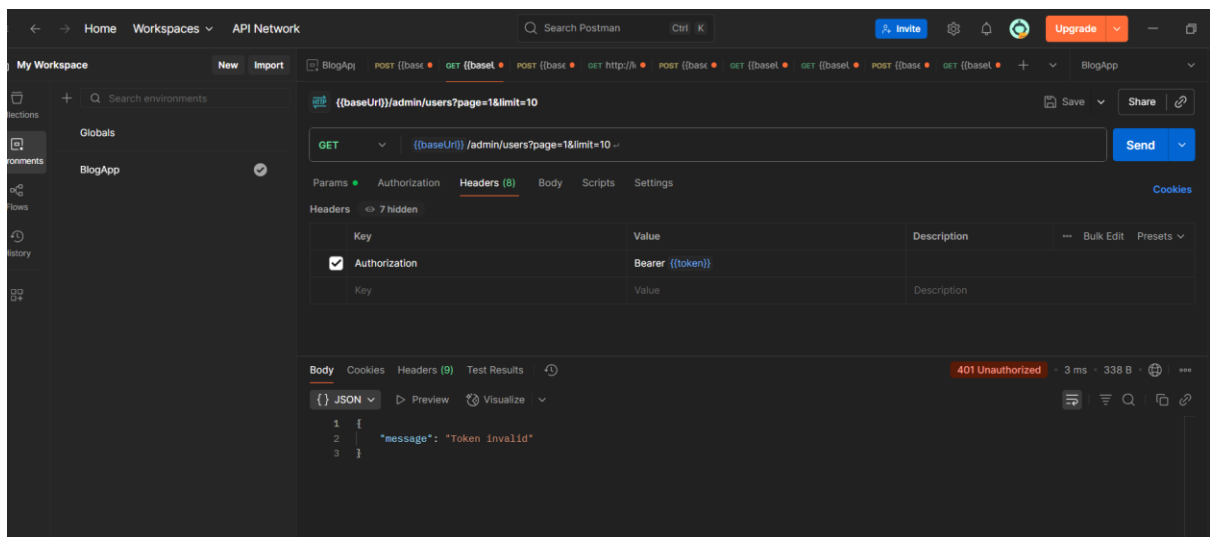 Home Workspaces API Network Search Postman Ctrl K Invite Upgrade
My Workspace New Import BlogAp POST {{base GET {{basel POST {{base GET http://l POST {{base GET {{basel GET {{basel POST {{base GET {{basel BlogApp
Search environments
{{baseUrl}}/admin/users?page=1&limit=10 Save Share
llections
Globals
GET {{baseUrl}} /admin/users?page=1&limit=10 Send
ronments
BlogApp
Params Authorization Headers (8) Body Scripts Settings Cookies
Flows
Headers 7 hidden
Key Value Description Bulk Edit Presets
listory
Authorization Bearer {{token}}
Key Value Description
Body Cookies Headers (9) Test Results 401 Unauthorized 3 ms 338 B
{} JSON Preview Visualize
1 {
2 "message": "Token invalid"
3 }